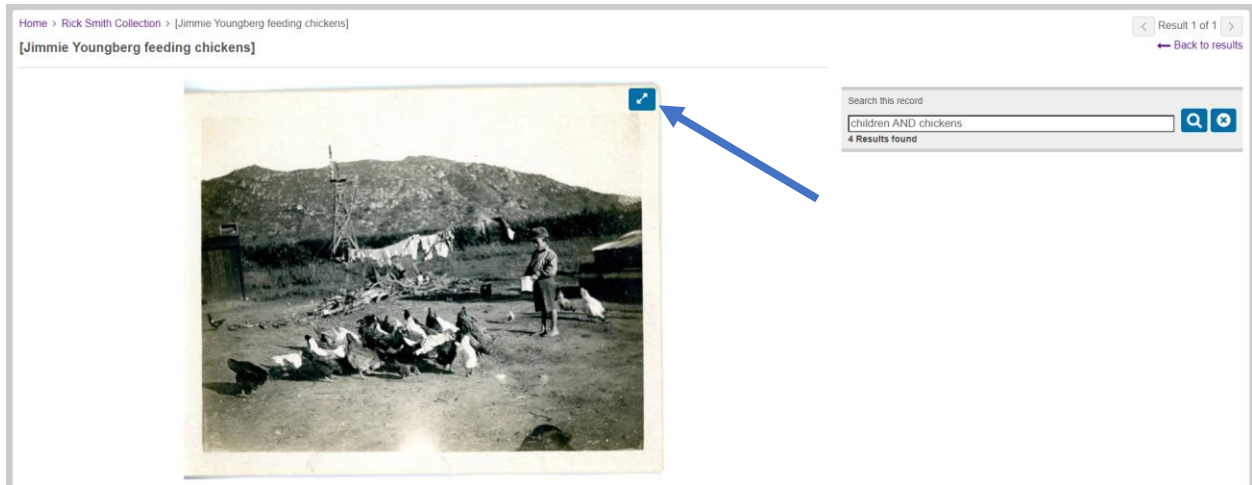 Home > Rick Smith Collection > [Jimmie Youngberg feeding chickens]
Result 1 of 1
[Jimmie Youngberg feeding chickens]
Back to results
Search this record
children AND chickens
4 Results found